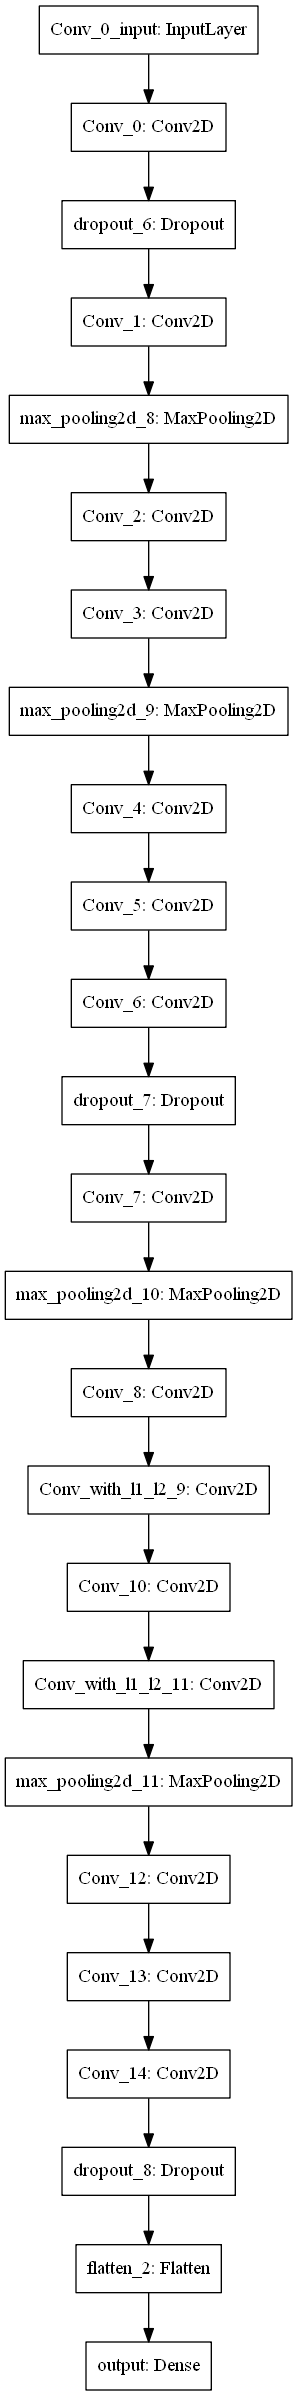 Conv_0_input: InputLayer
Conv_0: Conv2D
dropout_6: Dropout
Conv_1: Conv2D
max_pooling2d_8: MaxPooling2D
Conv_2: Conv2D
Conv_3: Conv2D
max_pooling2d_9: MaxPooling2D
Conv_4: Conv2D
Conv_5: Conv2D
Conv_6: Conv2D
dropout_7: Dropout
Conv_7: Conv2D
max_pooling2d_10: MaxPooling2D
Conv_8: Conv2D
Conv_with_l1_l2_9: Conv2D
Conv_10: Conv2D
Conv_with_l1_l2_11: Conv2D
max_pooling2d_11: MaxPooling2D
Conv_12: Conv2D
Conv_13: Conv2D
Conv_14: Conv2D
dropout_8: Dropout
flatten_2: Flatten
output: Dense